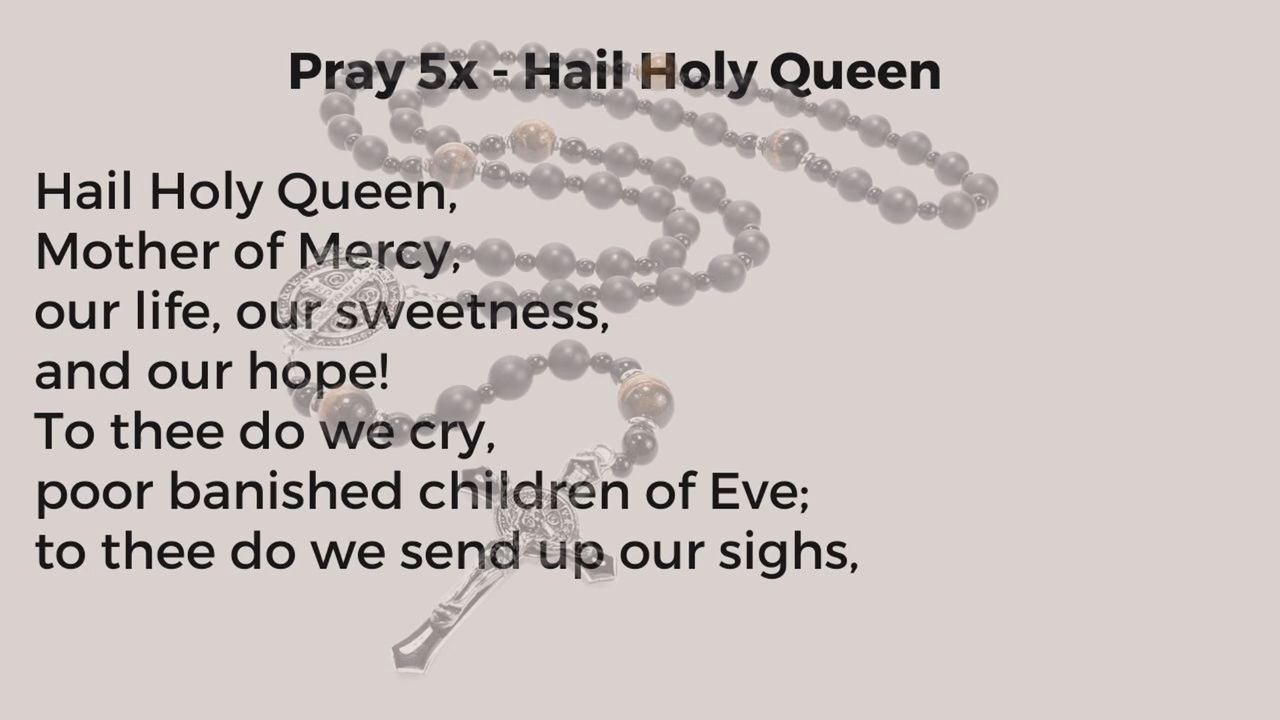 Pray 5x - Hail Holy Queen
Hail Holy Queen,
Mother of Mercy,
our life, our sweetness,
and our hope!
To thee do we cry,
poor banished children of Eve;
to thee do we send up our sighs,